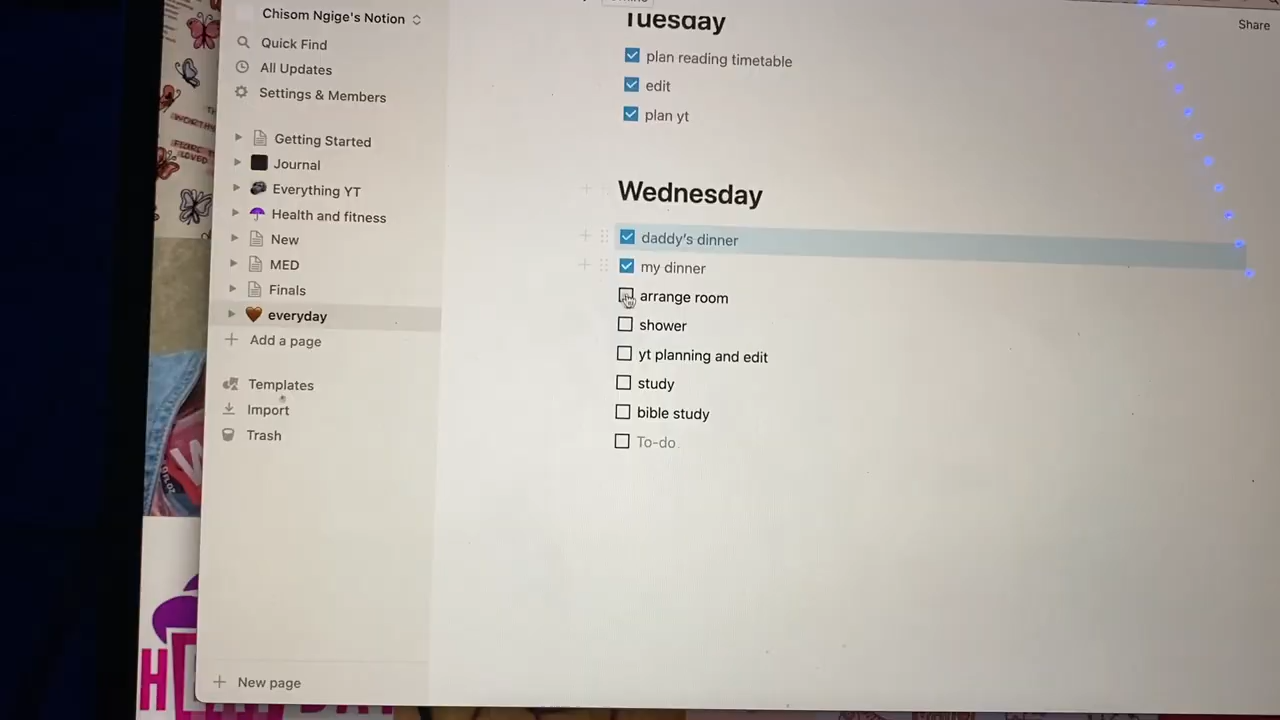 Chisom Ngige's Notion
Share
Quick Find
All Updates
Settings & Members
Getting Started
Journal
Everything YT
Health and fitness
New
MED
Finals
everyday
Add a page
Templates
Import
Trash
New page
Tuesday
plan reading timetable
edit
plan yt
Wednesday
daddy's dinner
my dinner
arrange room
shower
yt planning and edit
study
bible study
To-do